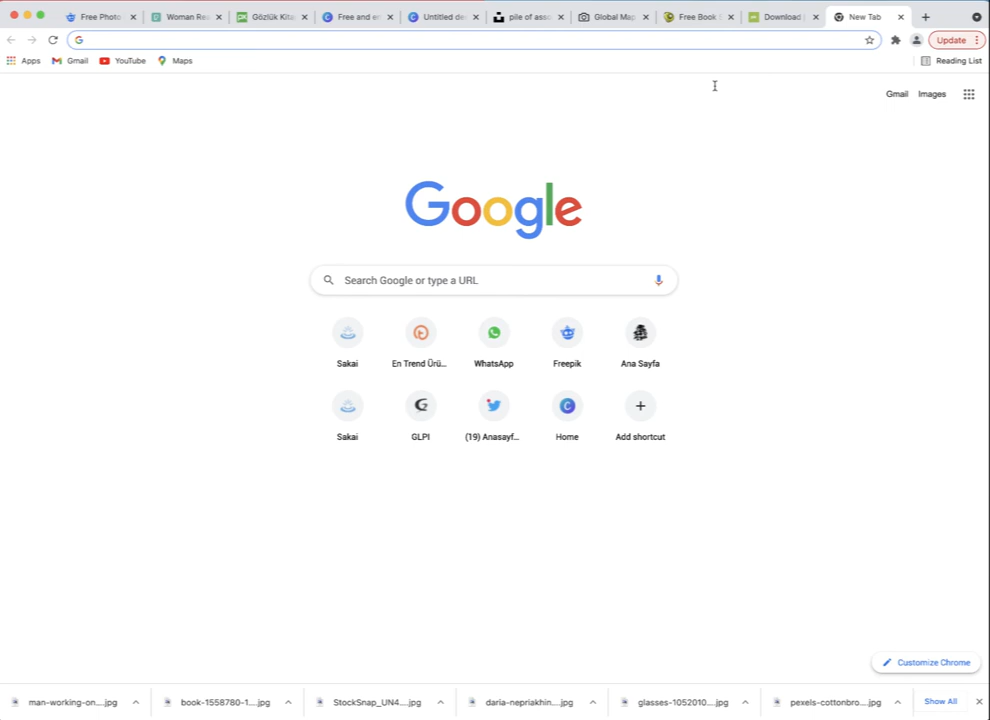 Free Photo
Woman Rea
Gözlük Kita
Free and e
Untitled de
pile of asso
Global Map
Free Book S
Download
New Tab
Update
Apps
Gmail
YouTube
Maps
Reading List
Gmail
Images
Google
Search Google or type a URL
Sakai
En Trend Ürü...
WhatsApp
Freepik
Ana Sayfa
Sakai
GLPI
(19) Anasayf...
Home
Add shortcut
Customize Chrome
man-working-on....jpg
book-1558780-1....jpg
StockSnap_UN4....jpg
daria-nepriakhin....jpg
glasses-1052010....jpg
pexels-cottonbro....jpg
Show All